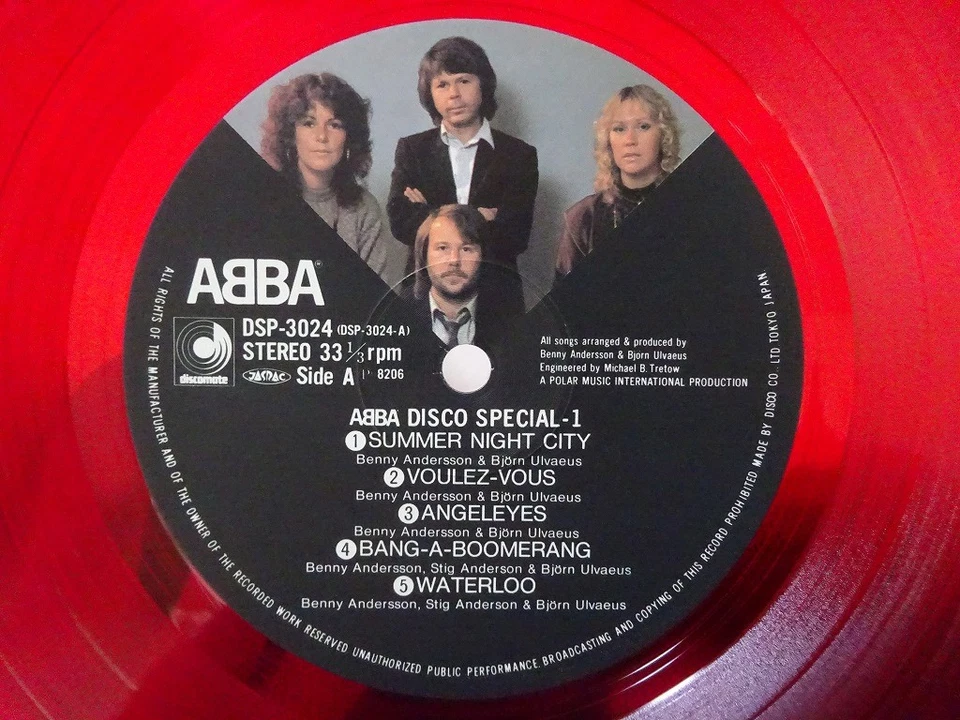 ABBA
DSP-3024 (DSP-3024-A)
STEREO 33 1/3 rpm
discomate
JASRAC Side A P 8206
All songs arranged & produced by
Benny Andersson & Bjorn Ulvaeus
Engineered by Michael B. Tretow
A POLAR MUSIC INTERNATIONAL PRODUCTION
ABBA DISCO SPECIAL-1
1 SUMMER NIGHT CITY
Benny Andersson & Björn Ulvaeus
2 VOULEZ-VOUS
Benny Andersson & Björn Ulvaeus
3 ANGELEYES
Benny Andersson & Björn Ulvaeus
4 BANG-A-BOOMERANG
Benny Andersson, Stig Anderson & Björn Ulvaeus
5 WATERLOO
Benny Andersson, Stig Anderson & Björn Ulvaeus
ALL RIGHTS OF THE MANUFACTURER AND OF THE OWNER OF THE RECORDED WORK RESERVED UNAUTHORIZED PUBLIC PERFORMANCE. BROADCASTING AND COPYING OF THIS RECORD PROHIBITED MADE BY DISCO CO. LTD TOKYO JAPAN